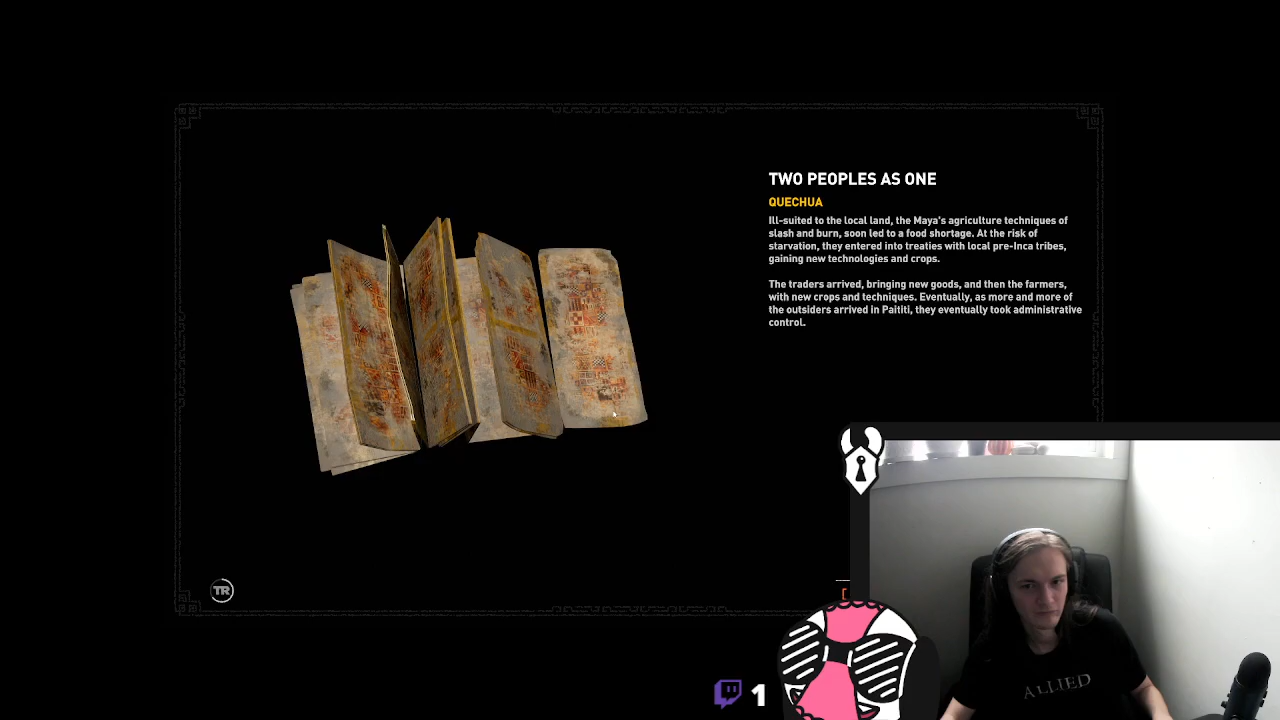 TWO PEOPLES AS ONE
QUECHUA
Ill-suited to the local land, the Maya's agriculture techniques of
slash and burn, soon led to a food shortage. At the risk of
starvation, they entered into treaties with local pre-Inca tribes,
gaining new technologies and crops.
The traders arrived, bringing new goods, and then the farmers,
with new crops and techniques. Eventually, as more and more of
the outsiders arrived in Paititi, they eventually took administrative
control.
TR
ALLIED
1